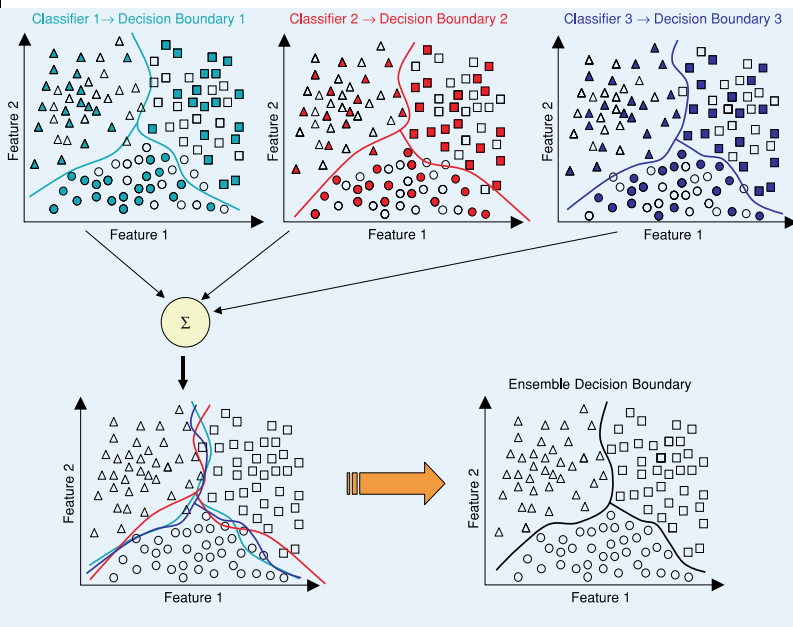 Classifier 1→ Decision Boundary 1
Classifier 2 → Decision Boundary 2
Classifier 3 → Decision Boundary 3
Feature 2
Feature 1
Feature 2
Feature 1
Feature 2
Feature 1
Σ
Ensemble Decision Boundary
Feature 2
Feature 1
Feature 2
Feature 1